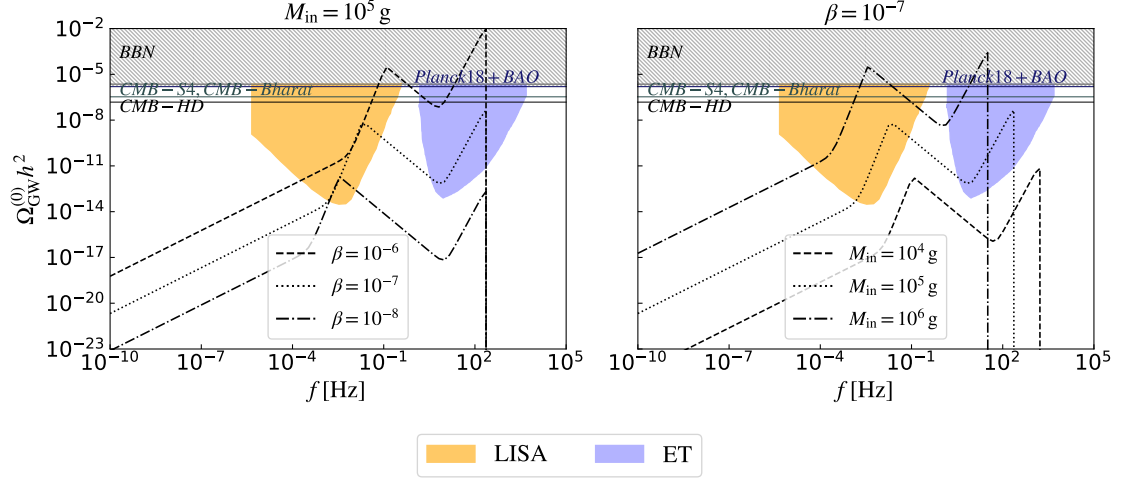 M_in = 10^5 g
Ω_GW^(0) h^2
10^−2
10^−5
10^−8
10^−11
10^−14
10^−17
10^−20
10^−23
BBN
Planck18 + BAO
CMB−S4, CMB−Bharat
CMB−HD
β = 10^−6
β = 10^−7
β = 10^−8
10^−10 10^−7 10^−4 10^−1 10^2 10^5
f [Hz]
β = 10^−7
BBN
Planck18 + BAO
CMB−S4, CMB−Bharat
CMB−HD
M_in = 10^4 g
M_in = 10^5 g
M_in = 10^6 g
10^−10 10^−7 10^−4 10^−1 10^2 10^5
f [Hz]
LISA ET